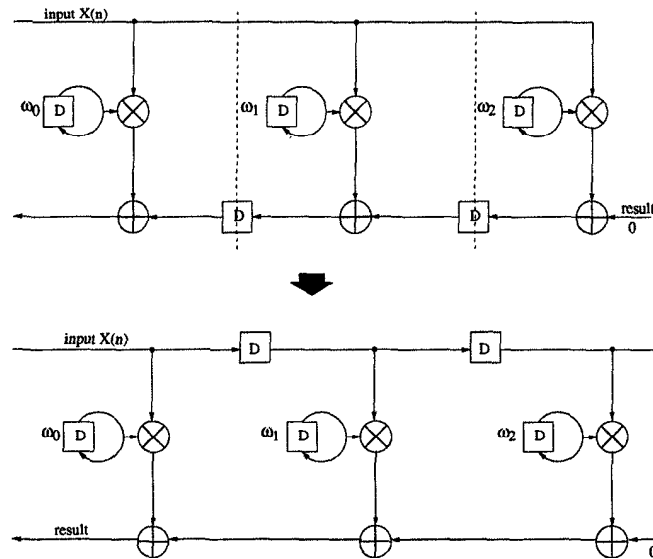 input X(n)
ω₀ D
ω₁ D
ω₂ D
D
D
result
0
input X(n)
D
D
ω₀ D
ω₁ D
ω₂ D
result
0